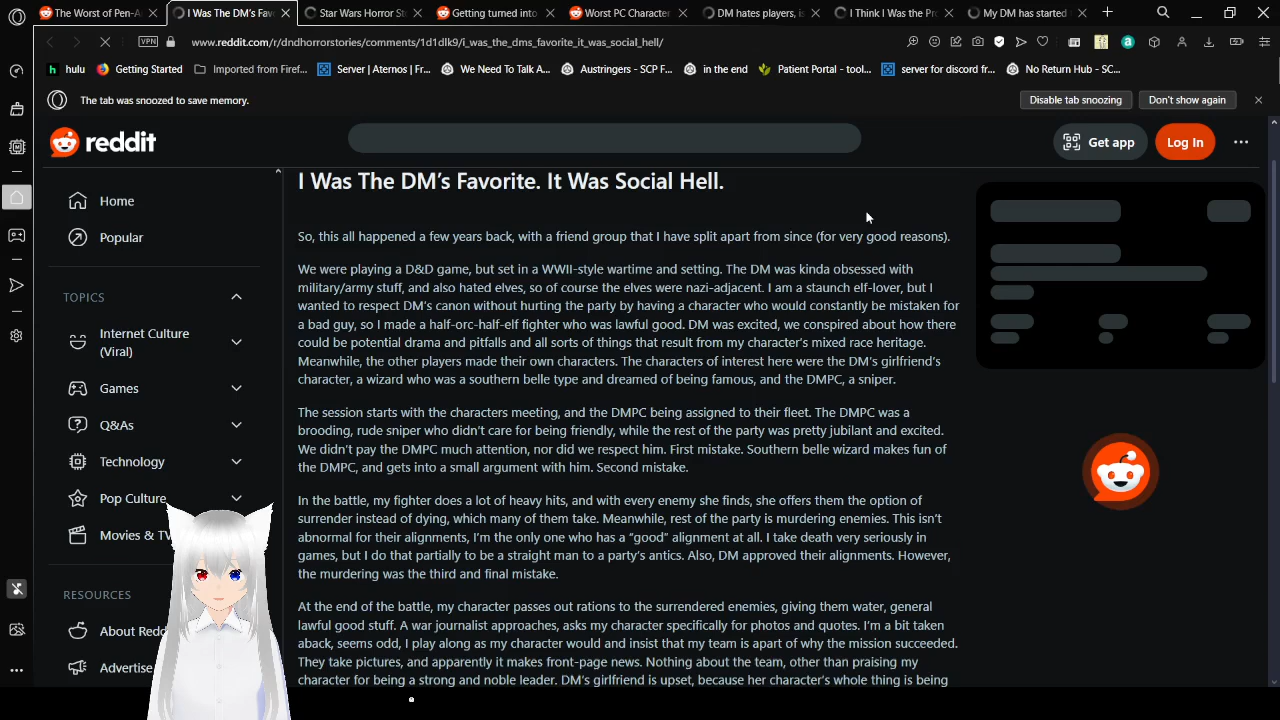 The Worst of Pen-A
I Was The DM's Fav
Star Wars Horror St
Getting turned into
Worst PC Character
DM hates players, is
I Think I Was the Pro
My DM has started
VPN
www.reddit.com/r/dndhorrorstories/comments/1d1dlk9/i_was_the_dms_favorite_it_was_social_hell/
hulu
Getting Started
Imported from Firef...
Server | Aternos | Fr...
We Need To Talk A...
Austringers - SCP F...
in the end
Patient Portal - tool...
server for discord fr...
No Return Hub - SC...
The tab was snoozed to save memory.
Disable tab snoozing
Don't show again
reddit
Get app
Log In
Home
Popular
TOPICS
Internet Culture
(Viral)
Games
Q&As
Technology
Pop Culture
Movies & TV
RESOURCES
About Redd
Advertise
I Was The DM's Favorite. It Was Social Hell.
So, this all happened a few years back, with a friend group that I have split apart from since (for very good reasons).
We were playing a D&D game, but set in a WWII-style wartime and setting. The DM was kinda obsessed with
military/army stuff, and also hated elves, so of course the elves were nazi-adjacent. I am a staunch elf-lover, but I
wanted to respect DM's canon without hurting the party by having a character who would constantly be mistaken for
a bad guy, so I made a half-orc-half-elf fighter who was lawful good. DM was excited, we conspired about how there
could be potential drama and pitfalls and all sorts of things that result from my character's mixed race heritage.
Meanwhile, the other players made their own characters. The characters of interest here were the DM's girlfriend's
character, a wizard who was a southern belle type and dreamed of being famous, and the DMPC, a sniper.
The session starts with the characters meeting, and the DMPC being assigned to their fleet. The DMPC was a
brooding, rude sniper who didn't care for being friendly, while the rest of the party was pretty jubilant and excited.
We didn't pay the DMPC much attention, nor did we respect him. First mistake. Southern belle wizard makes fun of
the DMPC, and gets into a small argument with him. Second mistake.
In the battle, my fighter does a lot of heavy hits, and with every enemy she finds, she offers them the option of
surrender instead of dying, which many of them take. Meanwhile, rest of the party is murdering enemies. This isn't
abnormal for their alignments, I'm the only one who has a "good" alignment at all. I take death very seriously in
games, but I do that partially to be a straight man to a party's antics. Also, DM approved their alignments. However,
the murdering was the third and final mistake.
At the end of the battle, my character passes out rations to the surrendered enemies, giving them water, general
lawful good stuff. A war journalist approaches, asks my character specifically for photos and quotes. I'm a bit taken
aback, seems odd, I play along as my character would and insist that my team is apart of why the mission succeeded.
They take pictures, and apparently it makes front-page news. Nothing about the team, other than praising my
character for being a strong and noble leader. DM's girlfriend is upset, because her character's whole thing is being